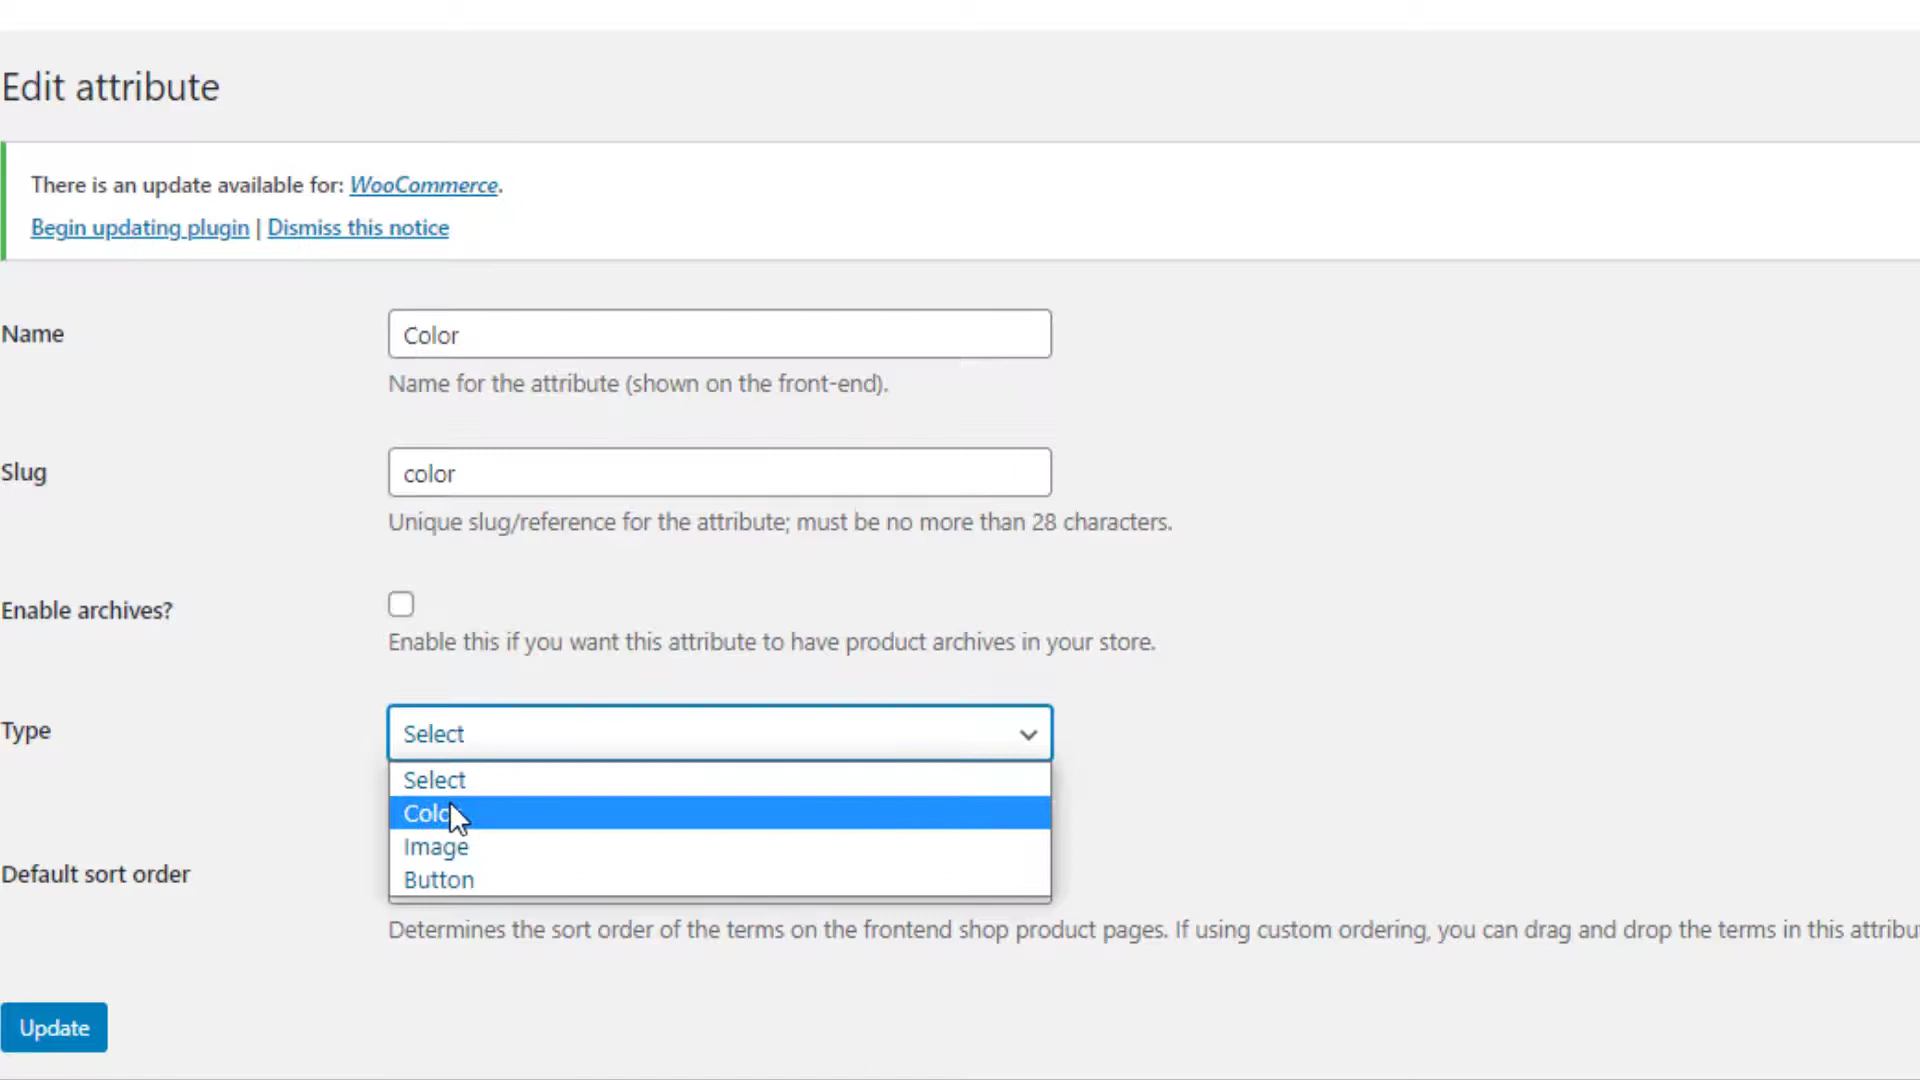 Edit attribute
There is an update available for: WooCommerce.
Begin updating plugin | Dismiss this notice
Name
Color
Name for the attribute (shown on the front-end).
Slug
color
Unique slug/reference for the attribute; must be no more than 28 characters.
Enable archives?
Enable this if you want this attribute to have product archives in your store.
Type
Select
Select
Color
Image
Button
Default sort order
Determines the sort order of the terms on the frontend shop product pages. If using custom ordering, you can drag and drop the terms in this
Update